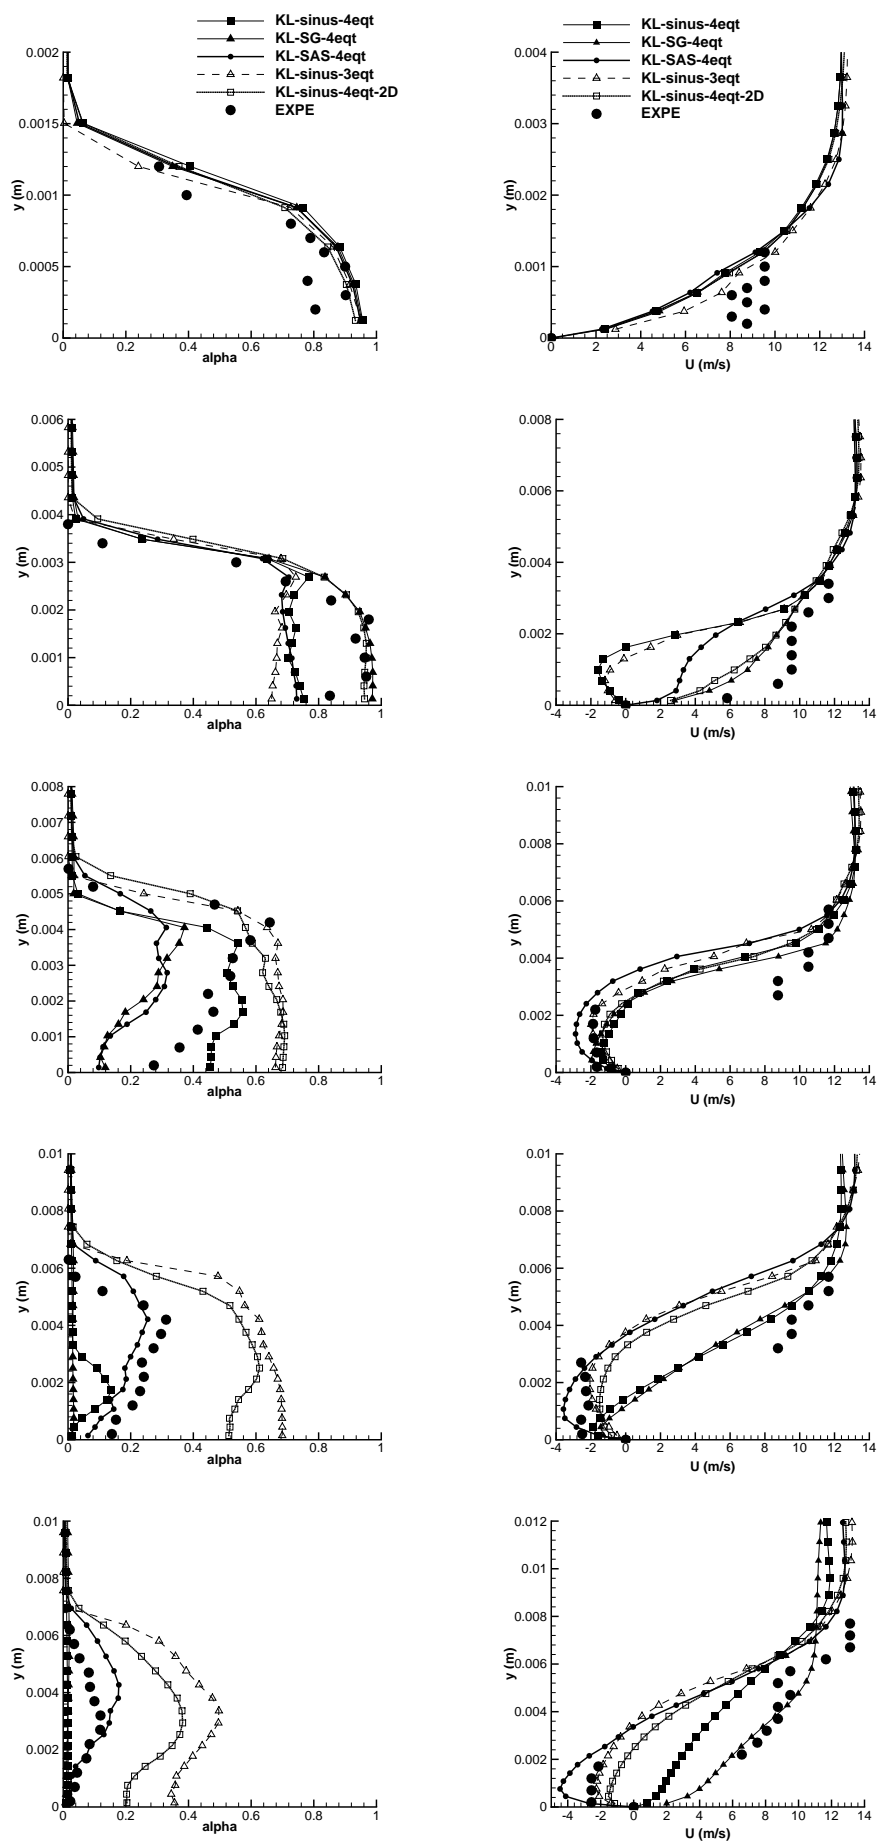 KL-sinus-4eqt
KL-SG-4eqt
KL-SAS-4eqt
KL-sinus-3eqt
KL-sinus-4eqt-2D
EXPE
0.002
0.0015
0.001
0.0005
0
y (m)
0 0.2 0.4 0.6 0.8 1
alpha
KL-sinus-4eqt
KL-SG-4eqt
KL-SAS-4eqt
KL-sinus-3eqt
KL-sinus-4eqt-2D
EXPE
0.004
0.003
0.002
0.001
0
y (m)
0 2 4 6 8 10 12 14
U (m/s)
0.006
0.005
0.004
0.003
0.002
0.001
0
y (m)
0 0.2 0.4 0.6 0.8 1
alpha
0.008
0.006
0.004
0.002
0
y (m)
-4 -2 0 2 4 6 8 10 12 14
U (m/s)
0.008
0.007
0.006
0.005
0.004
0.003
0.002
0.001
0
y (m)
0 0.2 0.4 0.6 0.8 1
alpha
0.01
0.008
0.006
0.004
0.002
0
y (m)
-4 -2 0 2 4 6 8 10 12 14
U (m/s)
0.01
0.008
0.006
0.004
0.002
0
y (m)
0 0.2 0.4 0.6 0.8 1
alpha
0.01
0.008
0.006
0.004
0.002
0
y (m)
-4 -2 0 2 4 6 8 10 12 14
U (m/s)
0.01
0.008
0.006
0.004
0.002
0
y (m)
0 0.2 0.4 0.6 0.8 1
alpha
0.012
0.01
0.008
0.006
0.004
0.002
0
y (m)
-4 -2 0 2 4 6 8 10 12 14
U (m/s)